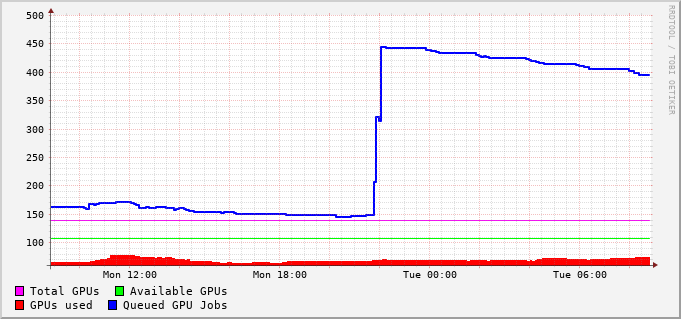 500
450
400
350
300
250
200
150
100
Mon 12:00 Mon 18:00 Tue 00:00 Tue 06:00
Total GPUs Available GPUs
GPUs used Queued GPU Jobs
RRDTOOL / TOBI OETIKER